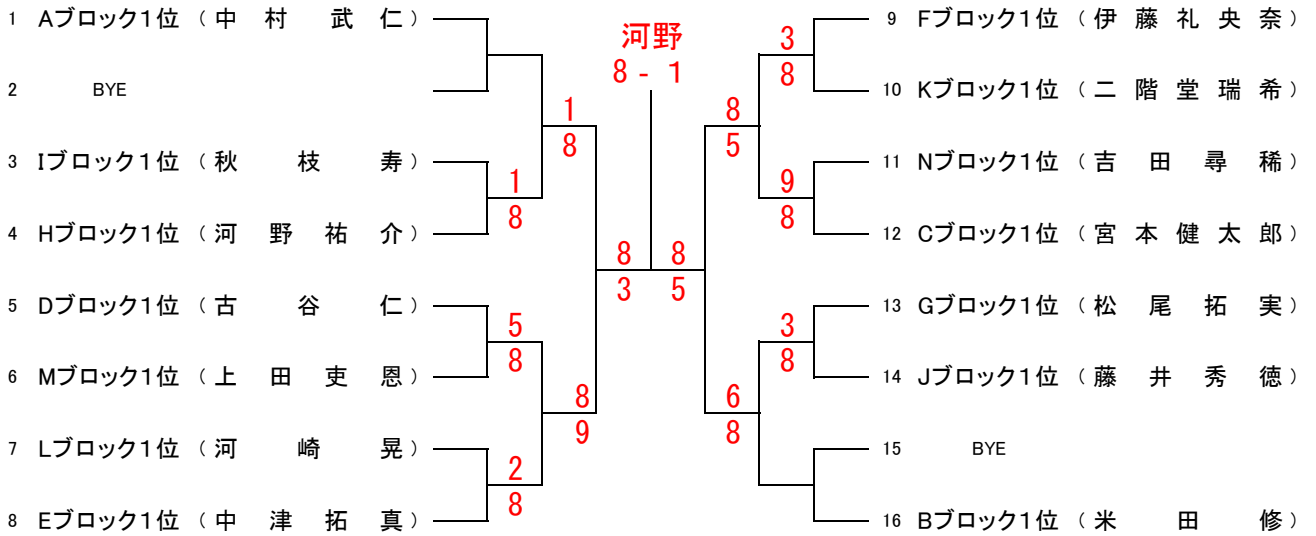 1 Aブロック1位 (中村 武仁)
2 BYE
3 Iブロック1位 (秋枝寿)
4 Hブロック1位 (河野祐介)
5 Dブロック1位 (古谷仁)
6 Mブロック1位 (上田吏恩)
7 Lブロック1位 (河崎晃)
8 Eブロック1位 (中津拓真)
1
8
1
8
5
8
2
8
8
9
8
3
河野
8 - 1
8
5
8
5
6
8
3
8
9
8
3
8
9 Fブロック1位 (伊藤礼央奈)
10 Kブロック1位 (二階堂瑞希)
11 Nブロック1位 (吉田尋稀)
12 Cブロック1位 (宮本健太郎)
13 Gブロック1位 (松尾拓実)
14 Jブロック1位 (藤井秀徳)
15 BYE
16 Bブロック1位 (米田修)